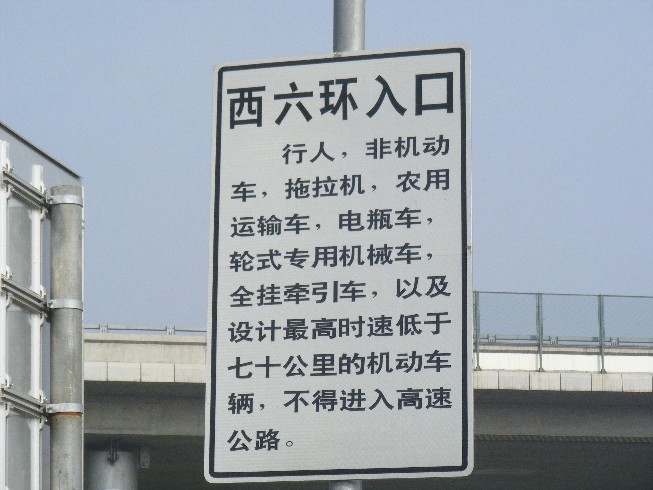 西六环入口
行人，非机动
车，拖拉机，农用
运输车，电瓶车，
轮式专用机械车，
全挂牵引车，以及
设计最高时速低于
七十公里的机动车
辆，不得进入高速
公路。